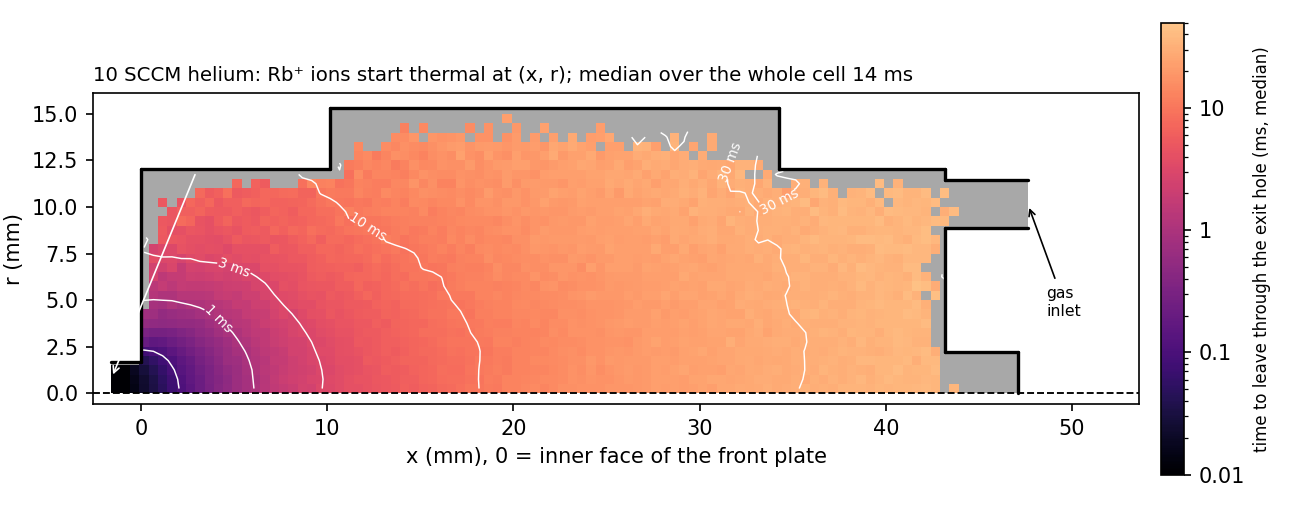 10 SCCM helium: Rb⁺ ions start thermal at (x, r); median over the whole cell 14 ms
15.0
12.5
10.0
7.5
5.0
2.5
0.0
r (mm)
30 ms
30 ms
10 ms
3 ms
1 ms
gas
inlet
0
10
20
30
40
50
x (mm), 0 = inner face of the front plate
10
1
0.1
0.01
time to leave through the exit hole (ms, median)